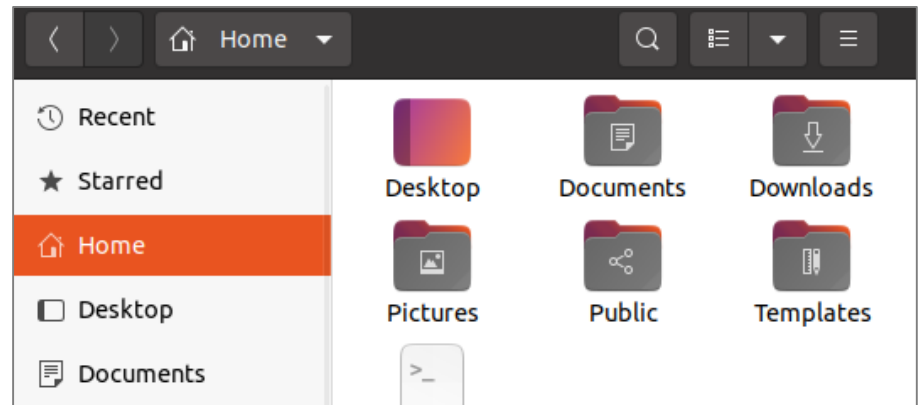 Home
Recent
Starred
Home
Desktop
Documents
Desktop Documents Downloads
Pictures Public Templates
>_